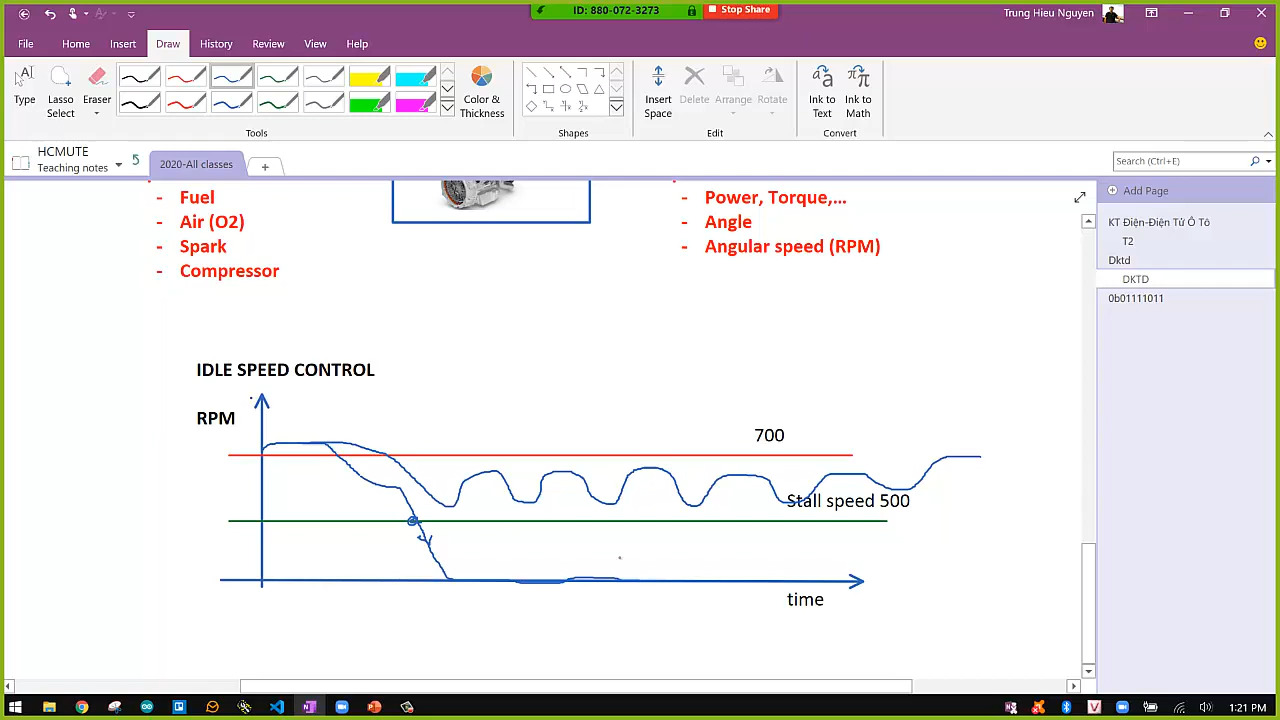 ID: 880-072-3273
Stop Share
Trung Hieu Nguyen
File
Home
Insert
Draw
History
Review
View
Help
Type
Lasso
Select
Eraser
Color &
Thickness
Insert
Space
Delete
Arrange
Rotate
Ink to
Text
Ink to
Math
Tools
Shapes
Edit
Convert
HCMUTE
Teaching notes
5
2020-All classes
Search (Ctrl+E)
Add Page
KT Điện-Điện Tử Ô Tô
T2
Dktd
DKTD
0b01111011
- Fuel
- Air (O2)
- Spark
- Compressor
- Power, Torque,...
- Angle
- Angular speed (RPM)
IDLE SPEED CONTROL
RPM
700
Stall speed 500
time
1:21 PM